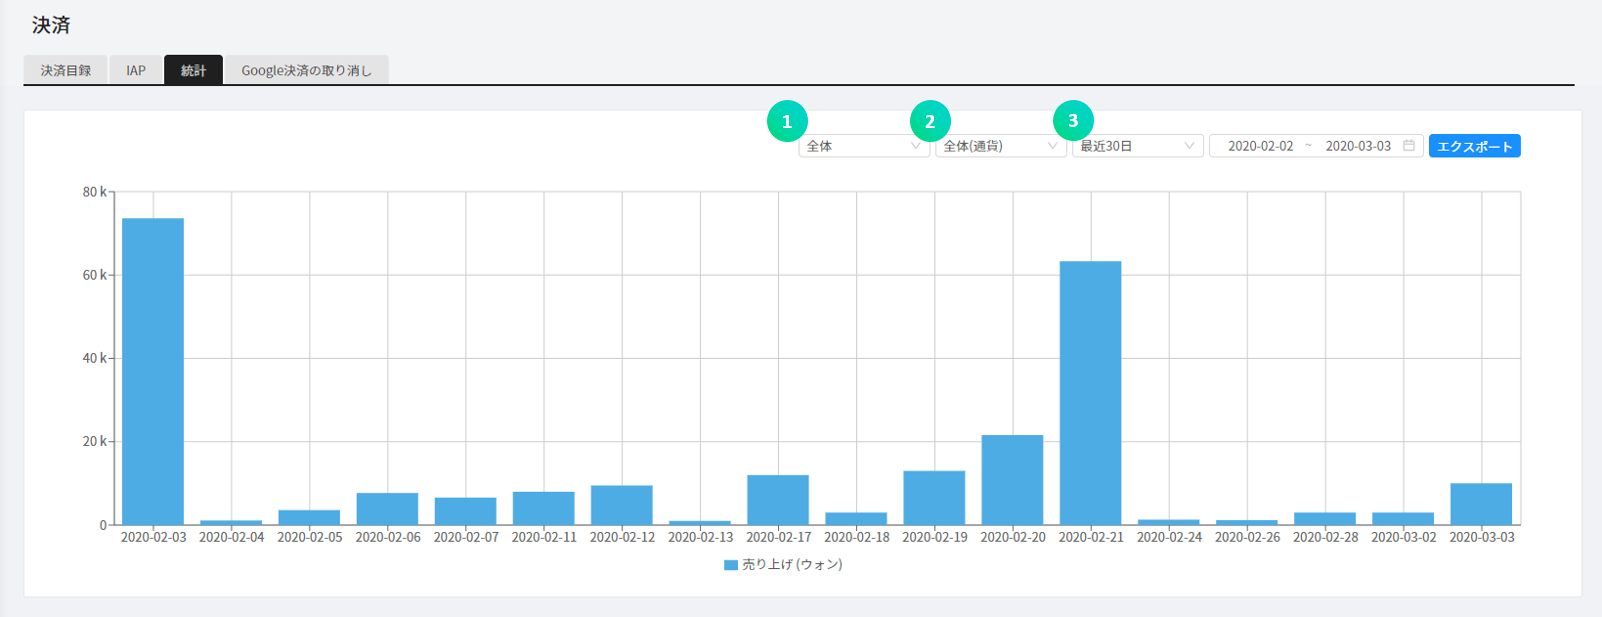 決済
決済目録 IAP 統計 Google決済の取り消し
1 2 3
全体 全体(通貨) 最近30日 2020-02-02 ~ 2020-03-03 エクスポート
80 k
60 k
40 k
20 k
0
2020-02-03 2020-02-04 2020-02-05 2020-02-06 2020-02-07 2020-02-11 2020-02-12 2020-02-13 2020-02-17 2020-02-18 2020-02-19 2020-02-20 2020-02-21 2020-02-24 2020-02-26 2020-02-28 2020-03-02 2020-03-03
売り上げ (ウォン)